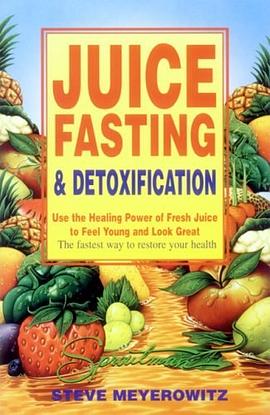 JUICE
FASTING
& DETOXIFICATION
Use the Healing Power of Fresh Juice
to Feel Young and Look Great
The fastest way to restore your health
Sproutman
STEVE MEYEROWITZ